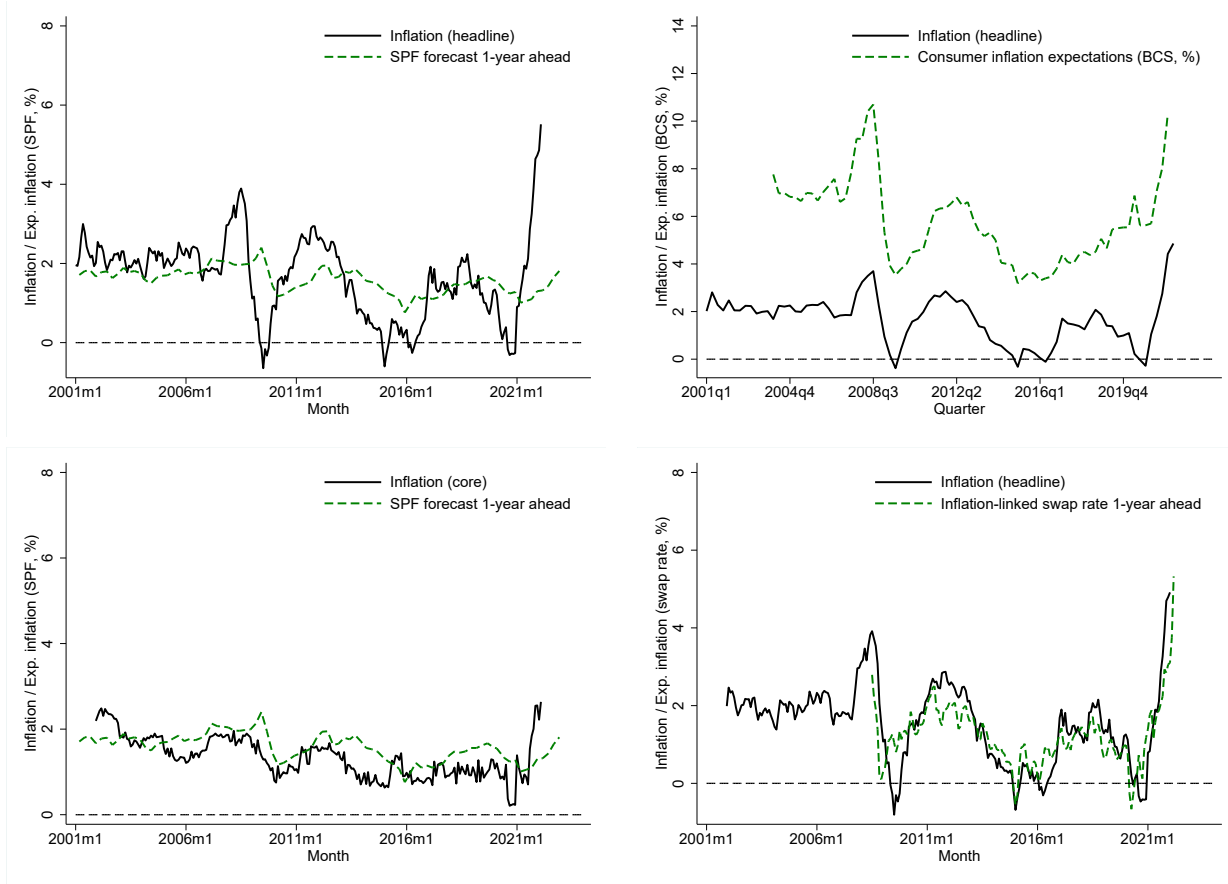 Inflation / Exp. inflation (SPF, %)
8
6
4
2
0
Inflation (headline)
SPF forecast 1-year ahead
2001m1 2006m1 2011m1 2016m1 2021m1
Month
Inflation / Exp. inflation (BCS, %)
14
12
10
8
6
4
2
0
Inflation (headline)
Consumer inflation expectations (BCS, %)
2001q1 2004q4 2008q3 2012q2 2016q1 2019q4
Quarter
Inflation / Exp. inflation (SPF, %)
8
6
4
2
0
Inflation (core)
SPF forecast 1-year ahead
2001m1 2006m1 2011m1 2016m1 2021m1
Month
Inflation / Exp. inflation (swap rate, %)
8
6
4
2
0
Inflation (headline)
Inflation-linked swap rate 1-year ahead
2001m1 2006m1 2011m1 2016m1 2021m1
Month